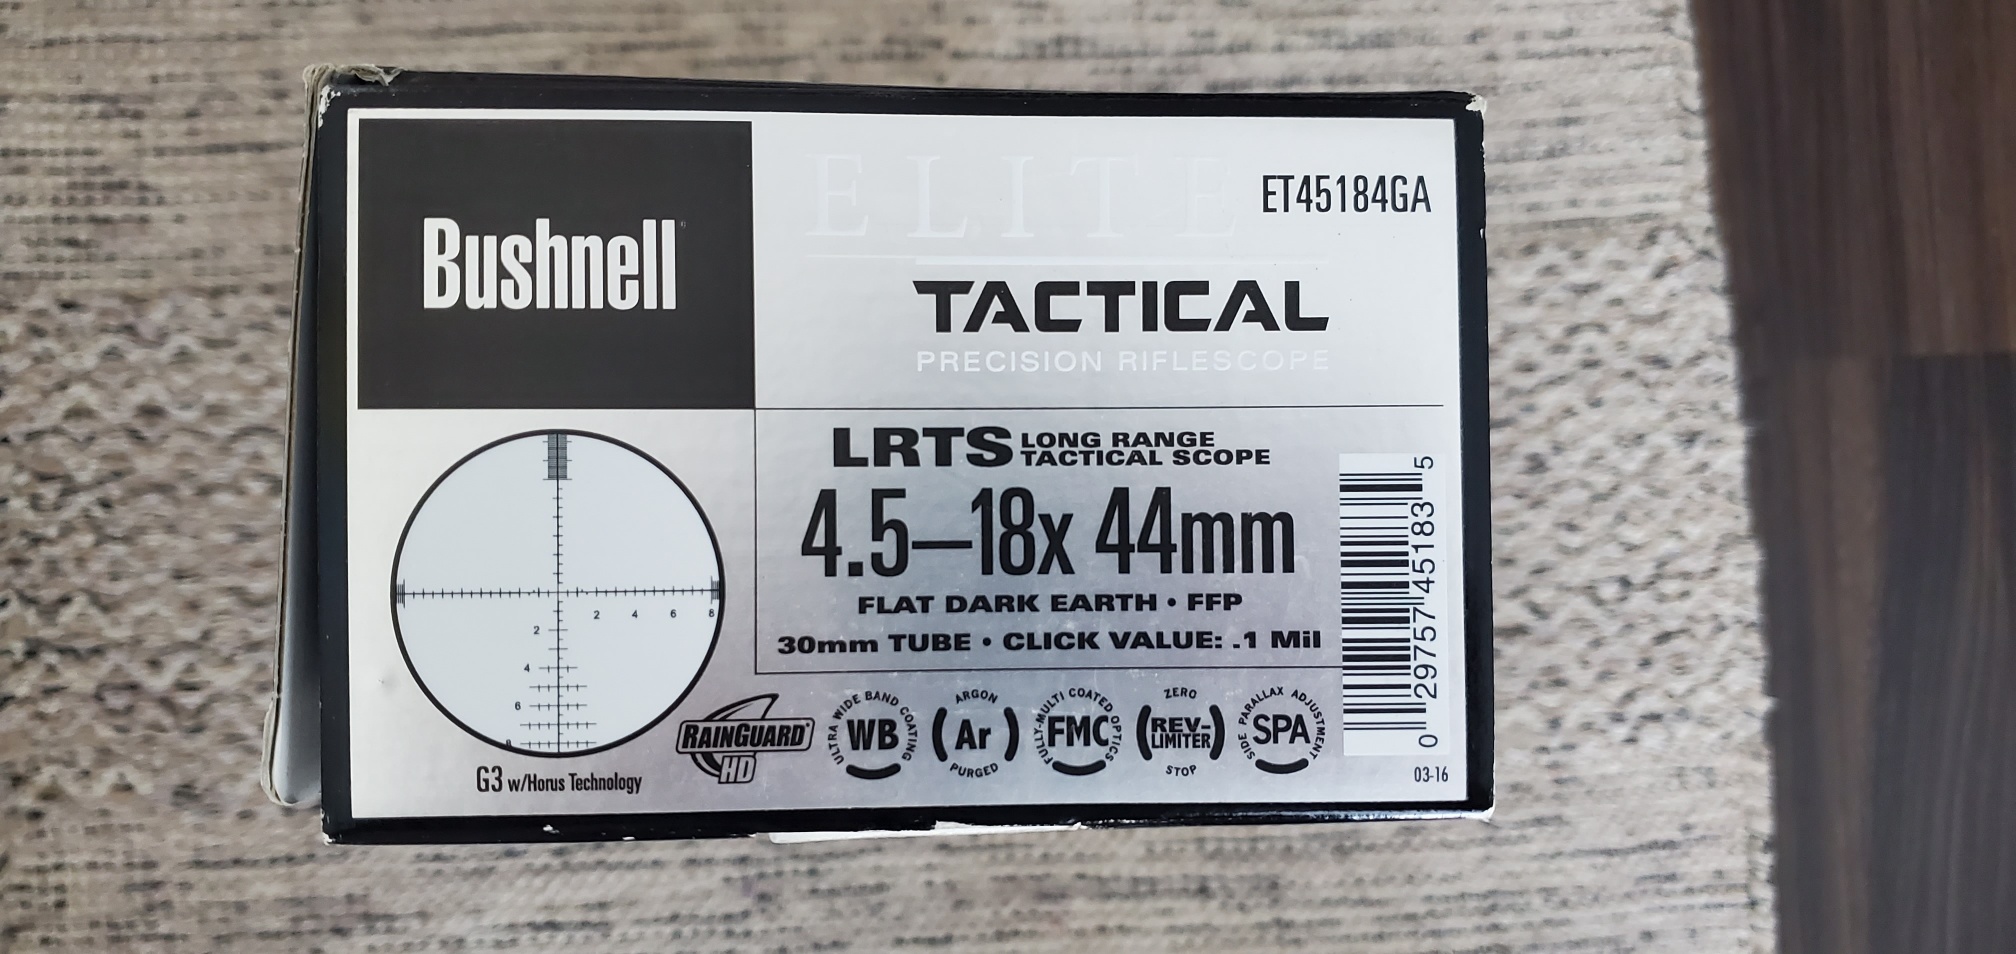 Bushnell
ELITE
ET45184GA
TACTICAL
PRECISION RIFLESCOPE
LRTS LONG RANGE
TACTICAL SCOPE
4.5–18x 44mm
FLAT DARK EARTH • FFP
30mm TUBE • CLICK VALUE: .1 Mil
2 4 6 8
2
4
6
8
G3 w/Horus Technology
RAINGUARD
HD
ULTRA WIDE BAND COATING
WB
ARGON
Ar
PURGED
FULLY-MULTI COATED OPTICS
FMC
ZERO
REV-
LIMITER
STOP
SIDE PARALLAX ADJUSTMENT
SPA
0 29757 45183 5
03-16